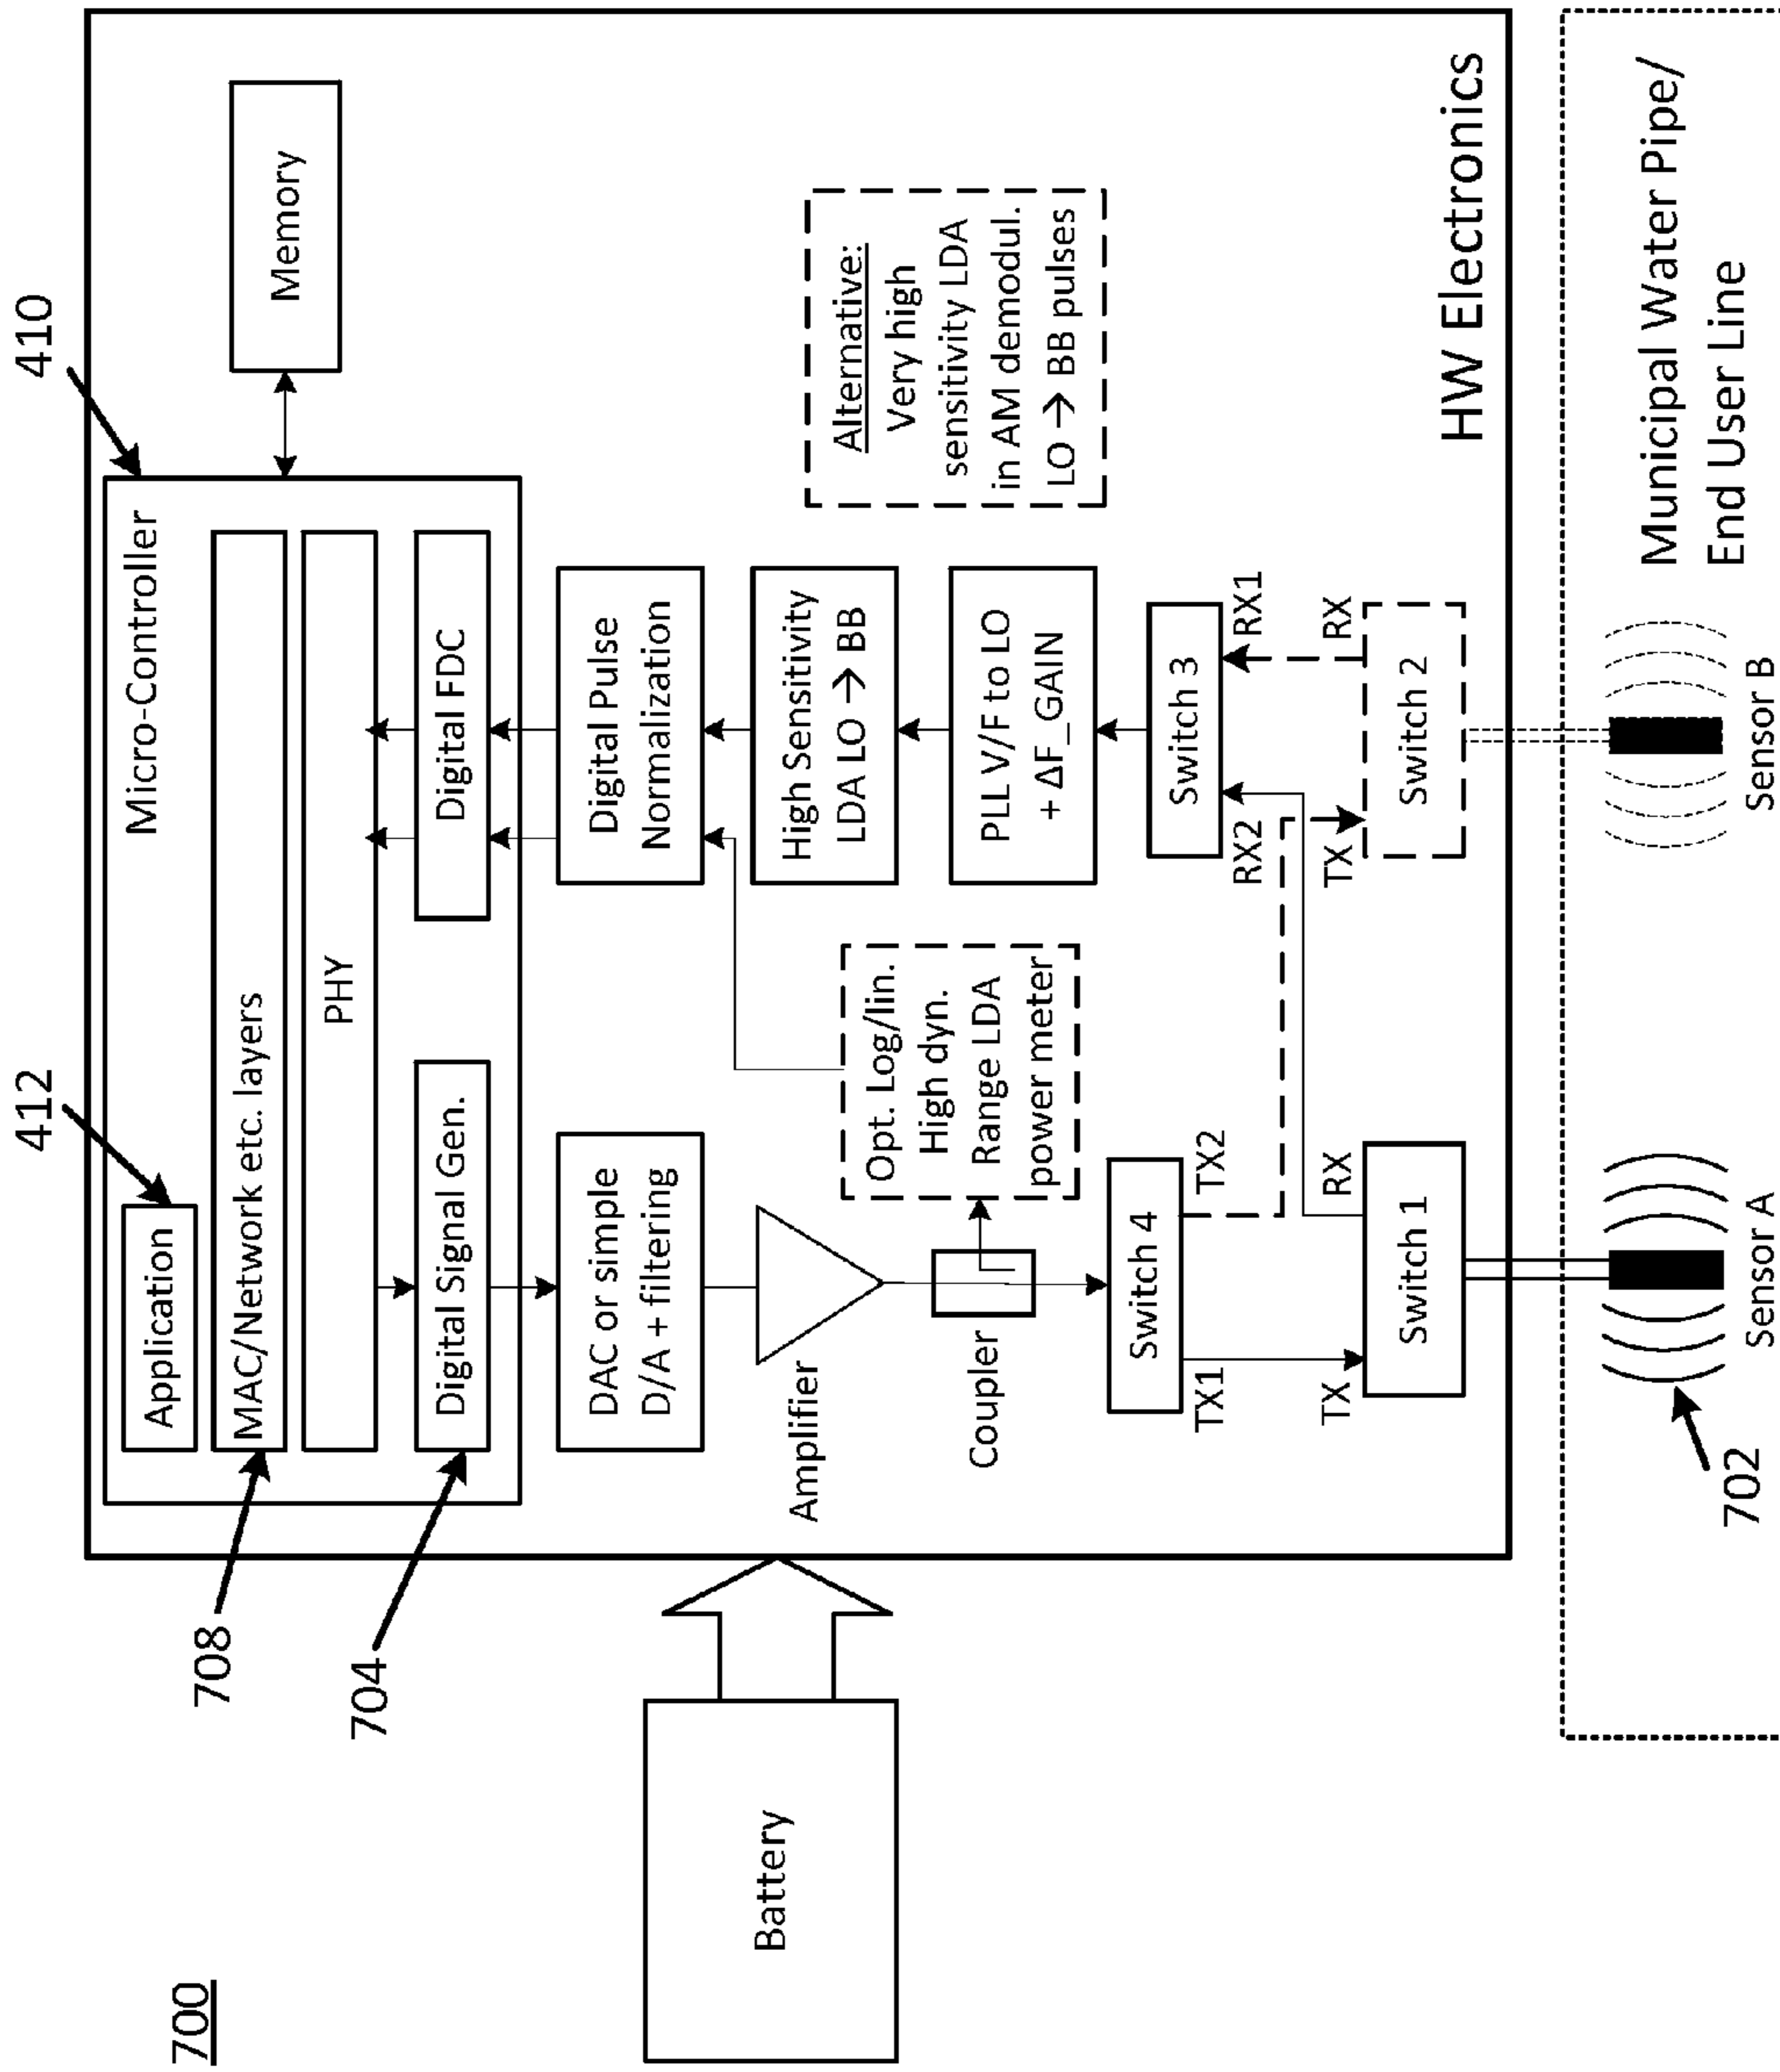 700
412
410
708
704
Micro-Controller
Application
MAC/Network etc. layers
PHY
Digital Signal Gen.
Digital FDC
Memory
Battery
DAC or simple
D/A + filtering
Digital Pulse
Normalization
Amplifier
High Sensitivity
LDA LO → BB
Coupler
Opt. Log/lin.
High dyn.
Range LDA
power meter
Alternative:
Very high
sensitivity LDA
in AM demodul.
LO → BB pulses
PLL V/F to LO
+ ΔF_GAIN
Switch 4
TX1
TX2
Switch 3
RX2
RX1
TX
RX
TX
RX
Switch 1
Switch 2
HW Electronics
702
Sensor A
Sensor B
Municipal Water Pipe/
End User Line